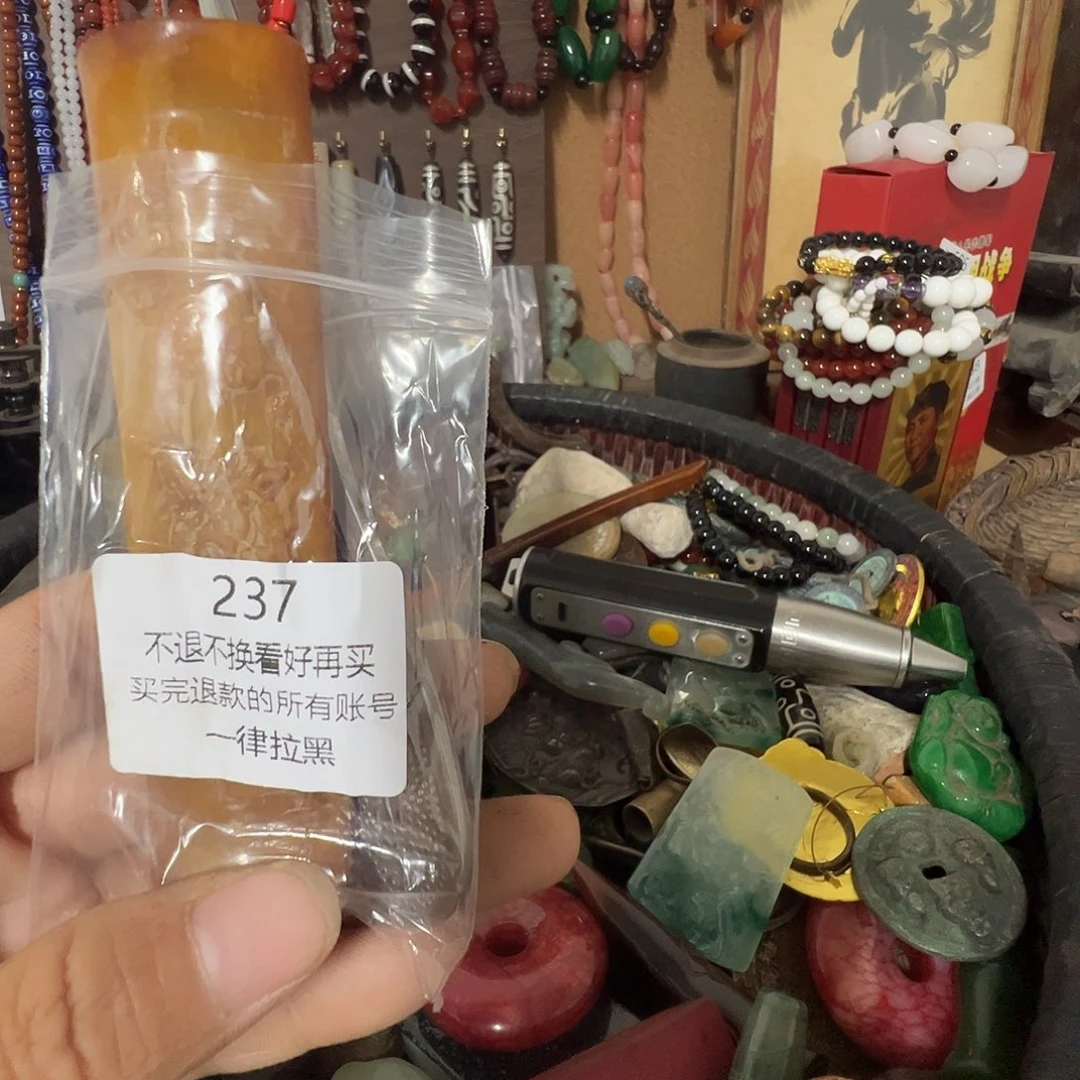 237
不退不换看好再买
买完退款的所有账号
一律拉黑